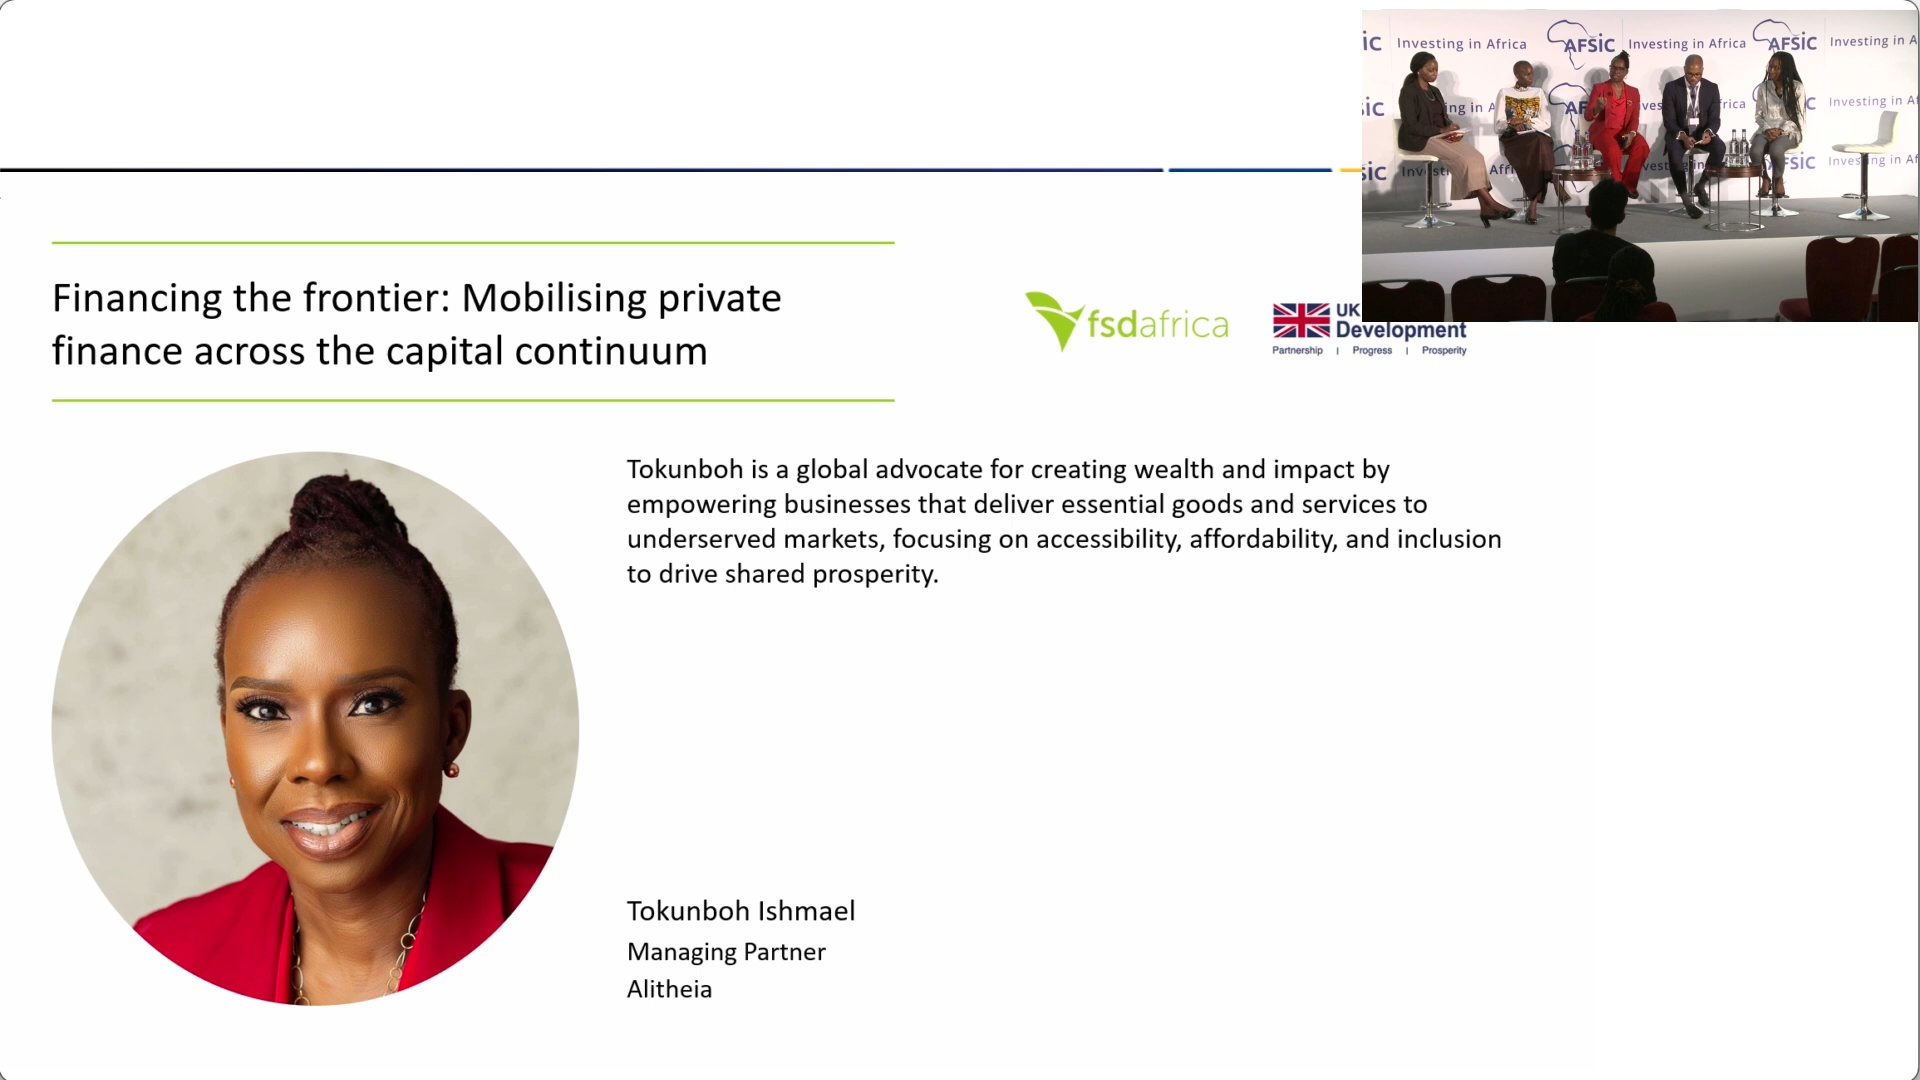 Investing in Africa AFSIC Investing in Africa AFSIC Investing in
Financing the frontier: Mobilising private
finance across the capital continuum
fsdafrica
UK
Development
Partnership | Progress | Prosperity
Tokunboh is a global advocate for creating wealth and impact by
empowering businesses that deliver essential goods and services to
underserved markets, focusing on accessibility, affordability, and inclusion
to drive shared prosperity.
Tokunboh Ishmael
Managing Partner
Alitheia